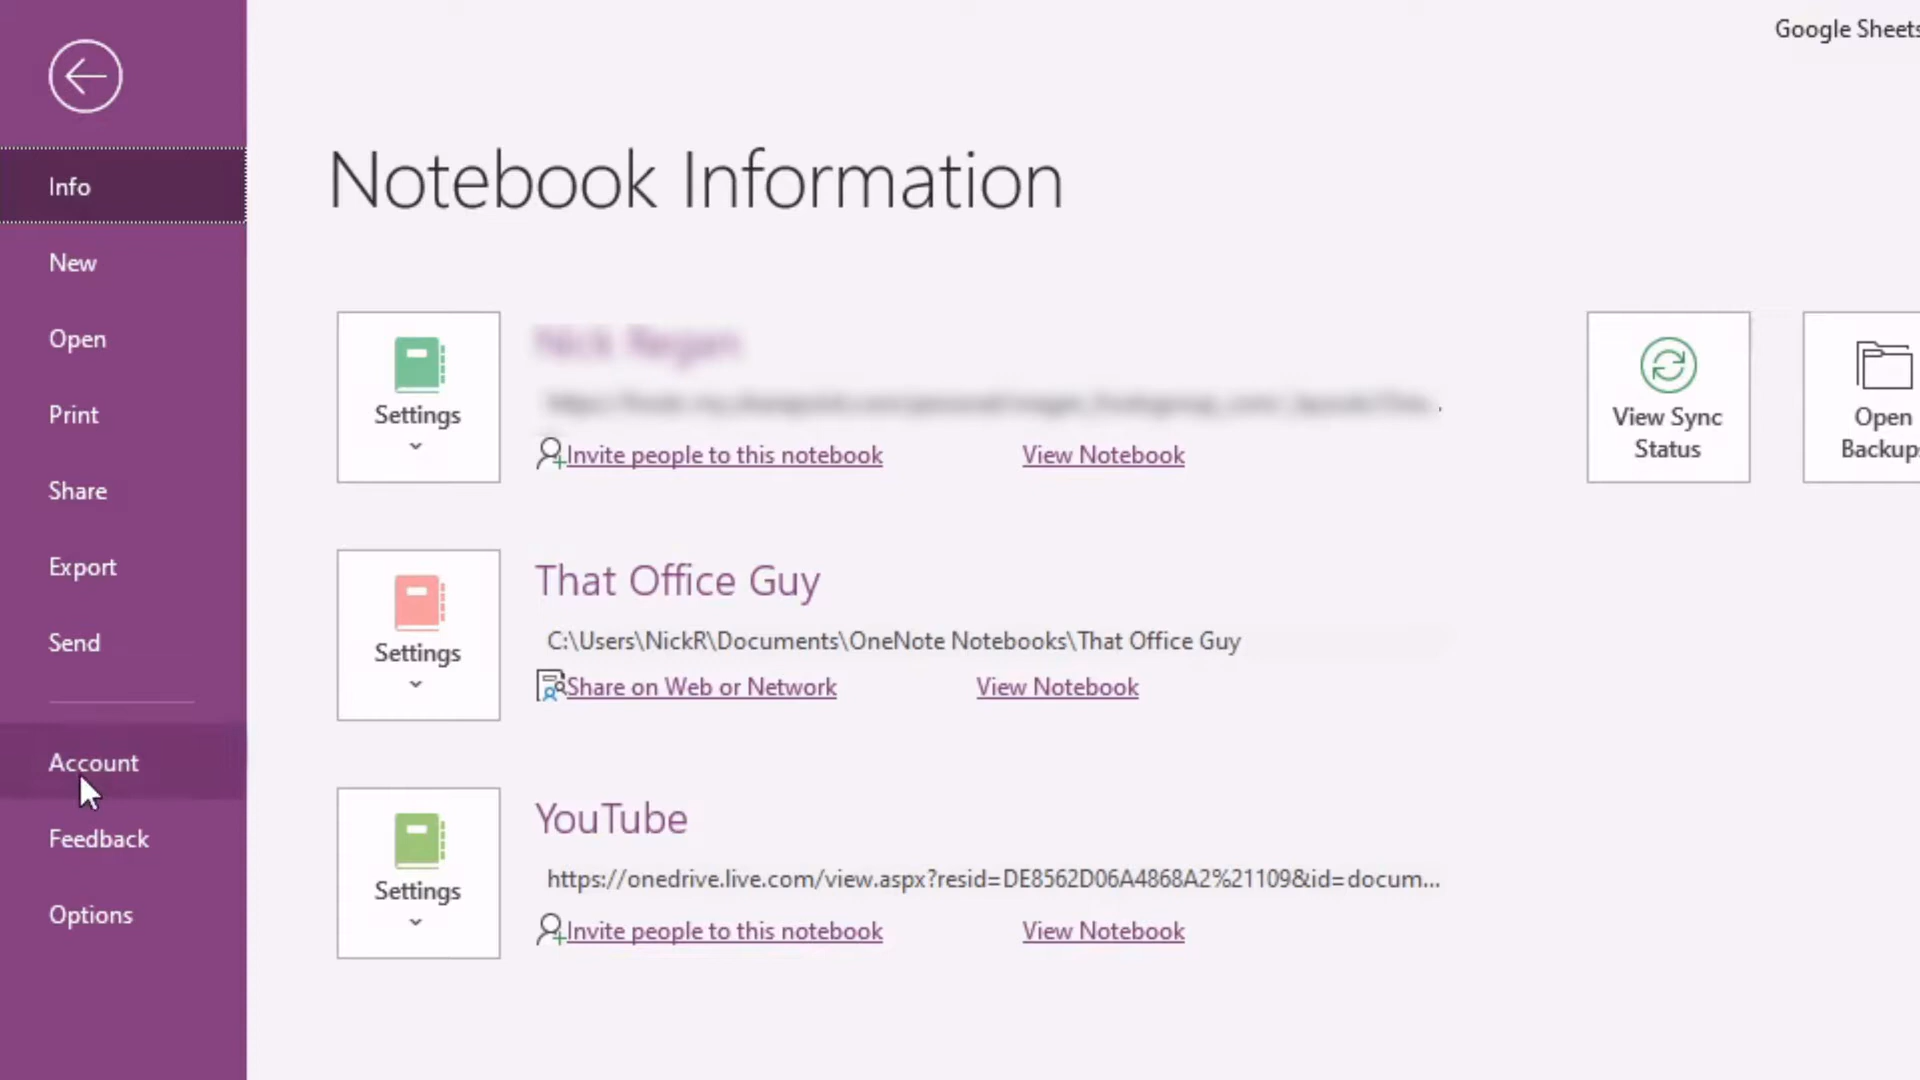 Google Sheets
Info
New
Open
Print
Share
Export
Send
Account
Feedback
Options
Notebook Information
Settings
Invite people to this notebook
View Notebook
View Sync
Status
Open
Backup
Settings
That Office Guy
C:\Users\NickR\Documents\OneNote Notebooks\That Office Guy
Share on Web or Network
View Notebook
Settings
YouTube
https://onedrive.live.com/view.aspx?resid=DE8562D06A4868A2%21109&id=docum...
Invite people to this notebook
View Notebook